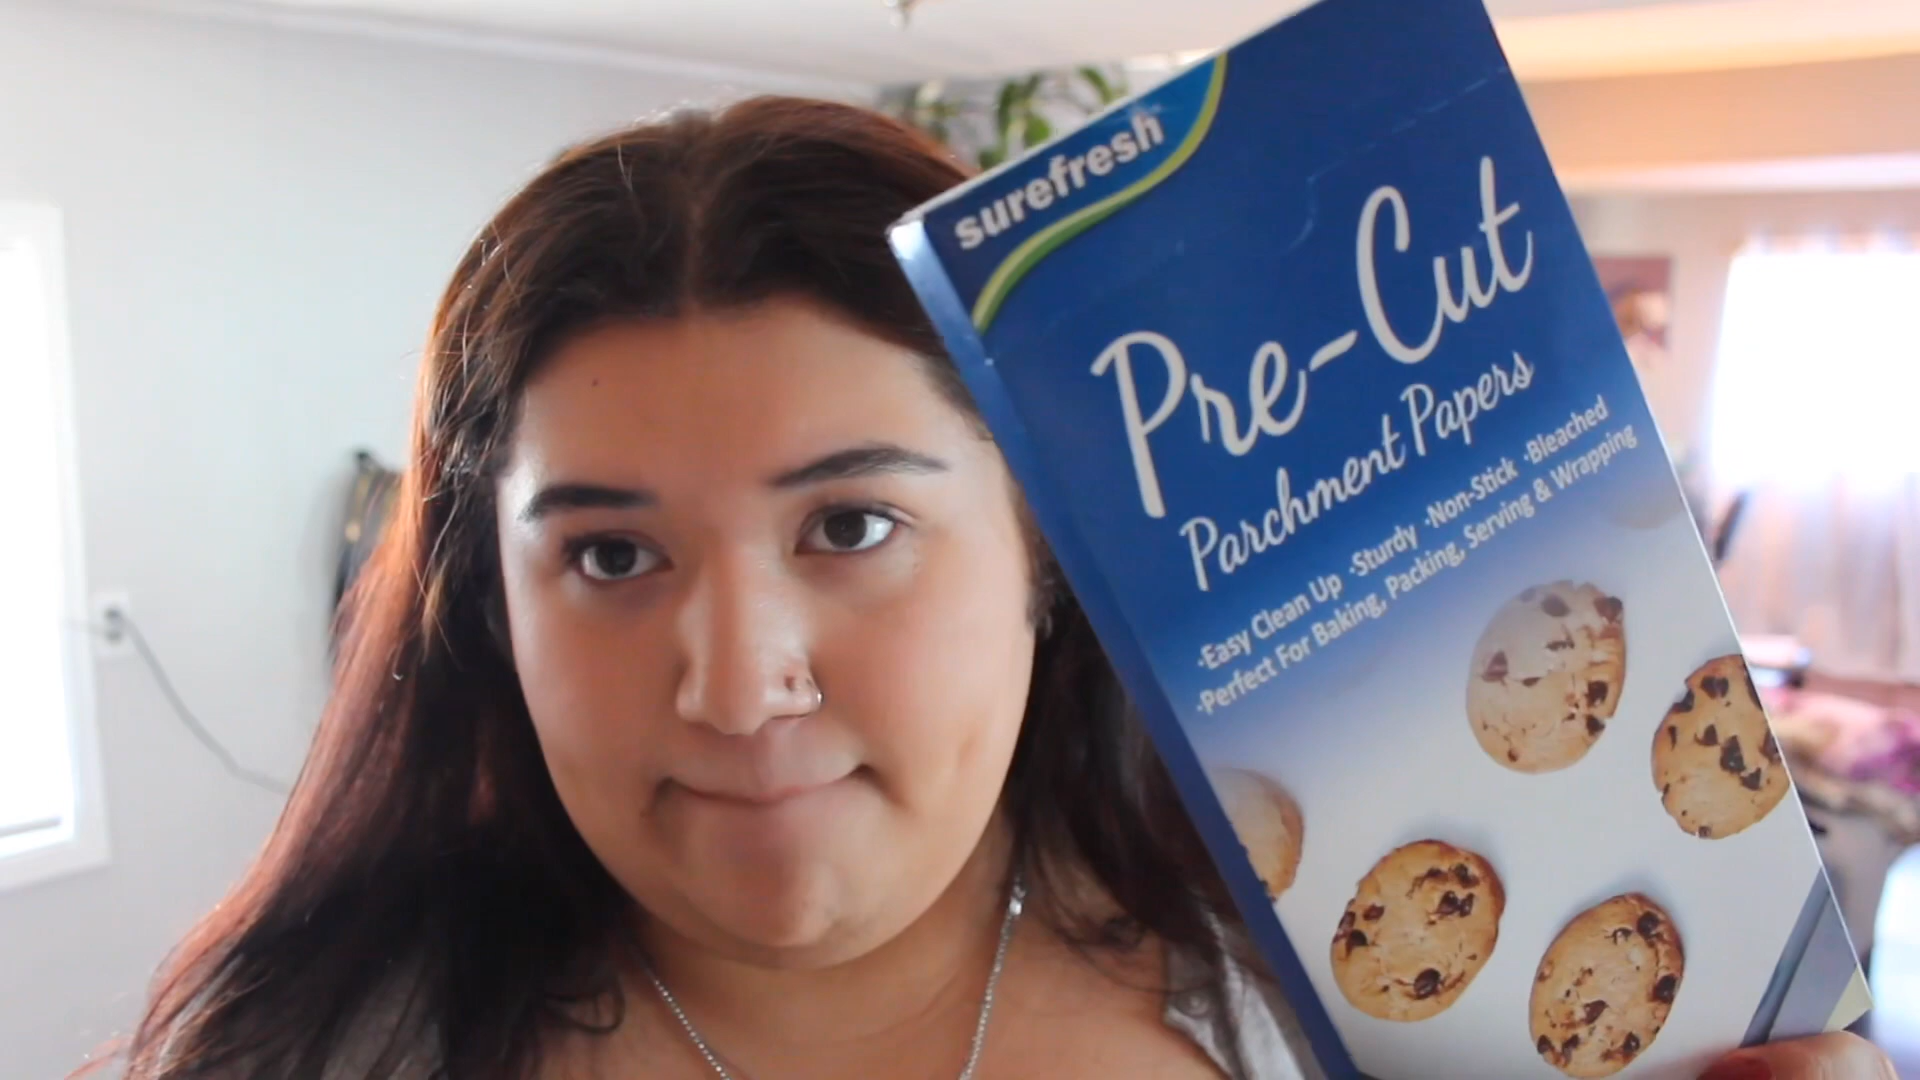 surefresh
Pre-Cut
Parchment Papers
·Easy Clean Up ·Sturdy ·Non-Stick ·Bleached
·Perfect For Baking, Packing, Serving & Wrapping